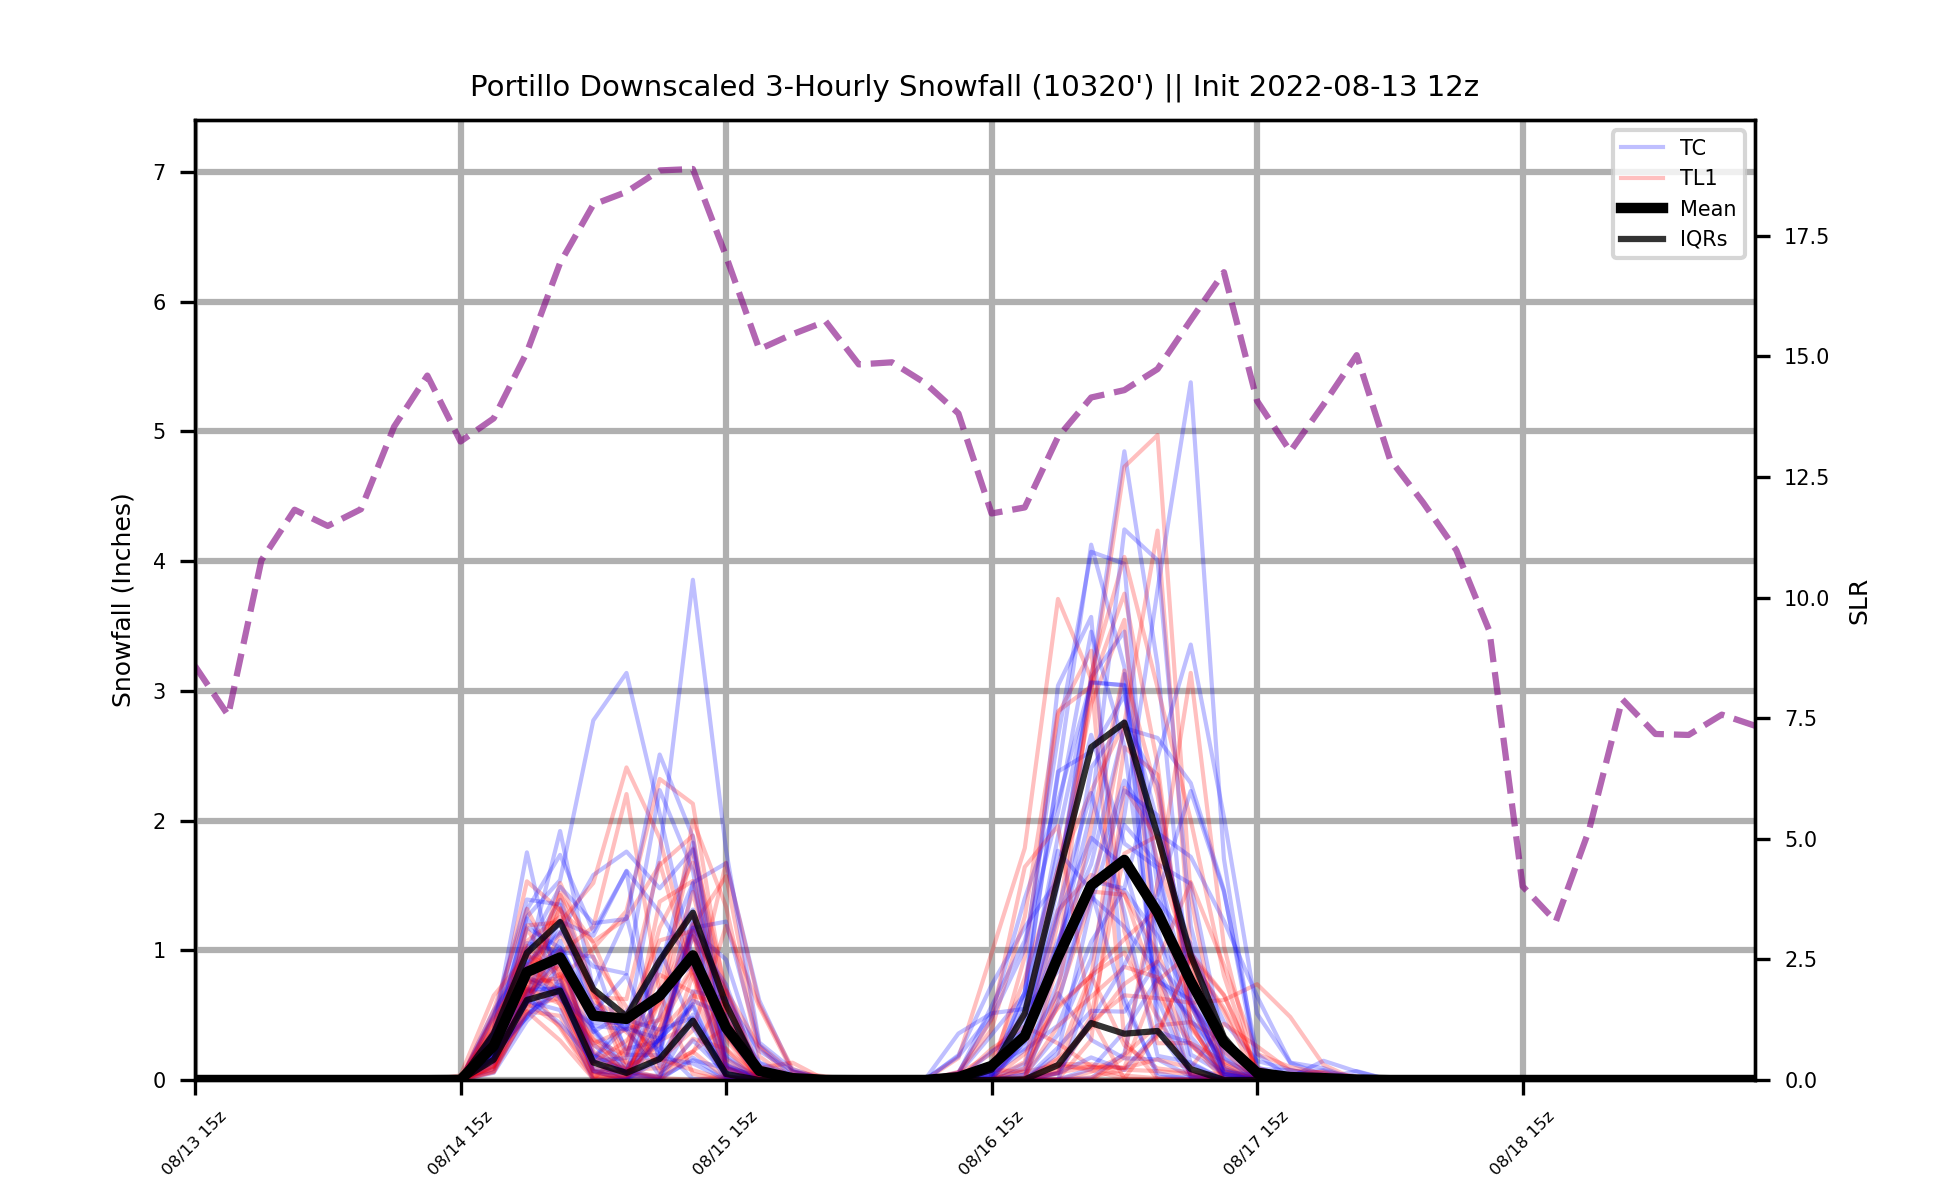 Portillo Downscaled 3-Hourly Snowfall (10320') || Init 2022-08-13 12z
TC
TL1
Mean
IQRs
7
6
5
4
3
2
1
0
Snowfall (Inches)
17.5
15.0
12.5
10.0
7.5
5.0
2.5
0.0
SLR
08/13 15z
08/14 15z
08/15 15z
08/16 15z
08/17 15z
08/18 15z